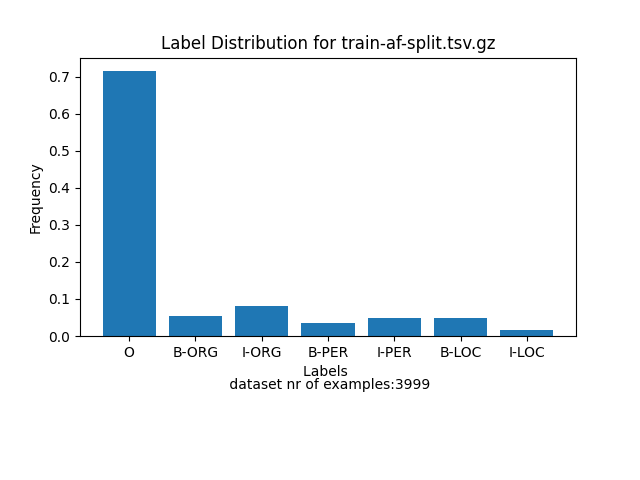 Label Distribution for train-af-split.tsv.gz
Frequency
0.7
0.6
0.5
0.4
0.3
0.2
0.1
0.0
O B-ORG I-ORG B-PER I-PER B-LOC I-LOC
Labels
dataset nr of examples:3999